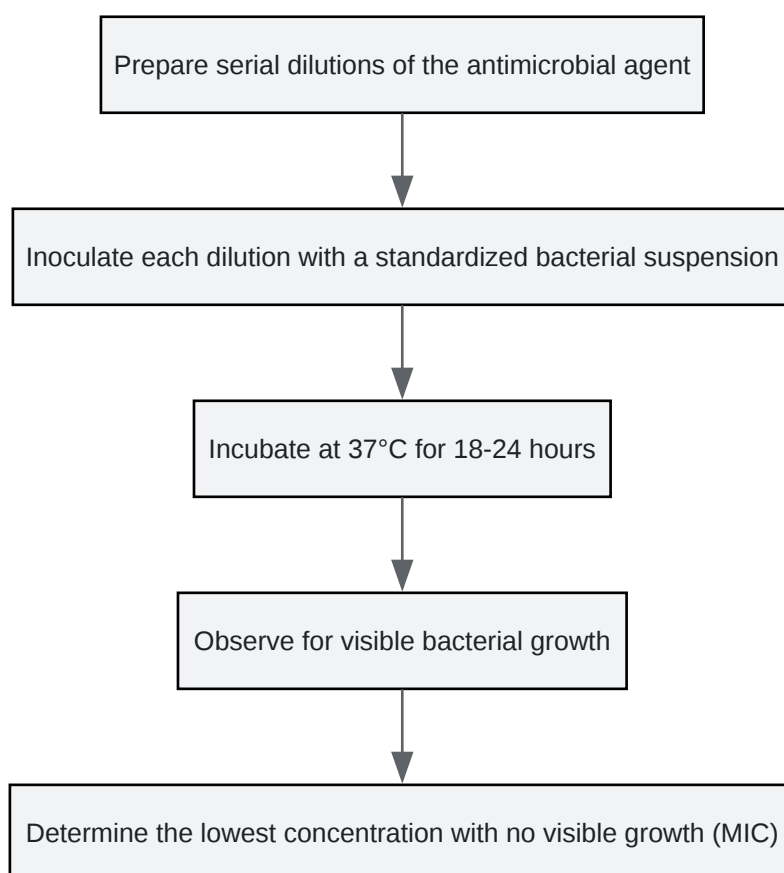 Prepare serial dilutions of the antimicrobial agent
Inoculate each dilution with a standardized bacterial suspension
Incubate at 37°C for 18-24 hours
Observe for visible bacterial growth
Determine the lowest concentration with no visible growth (MIC)